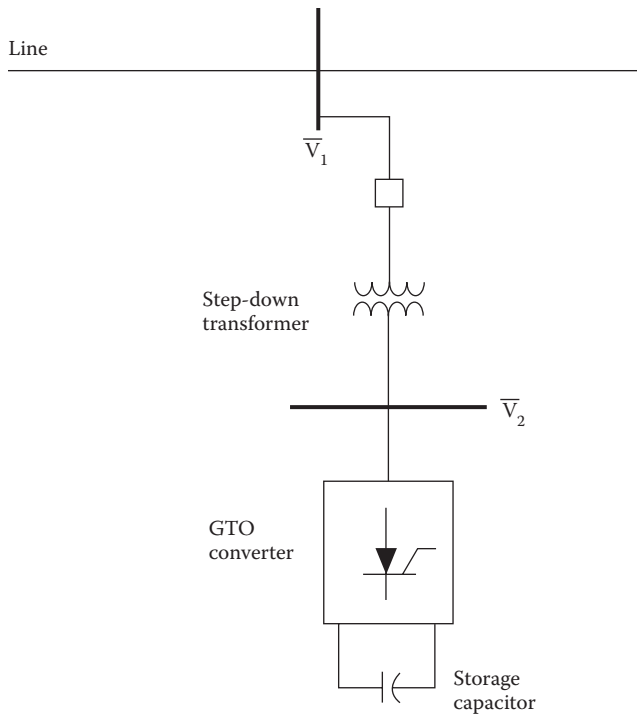 Line
V̅₁
Step-down
transformer
V̅₂
GTO
converter
Storage
capacitor